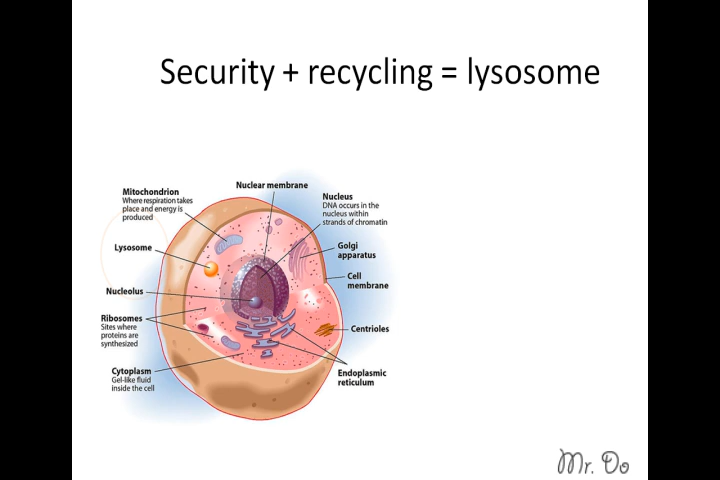 Security + recycling = lysosome
Nuclear membrane
Mitochondrion
Where respiration takes
place and energy is
produced
Nucleus
DNA occurs in the
nucleus within
strands of chromatin
Lysosome
Golgi
apparatus
Cell
membrane
Nucleolus
Ribosomes
Sites where
proteins are
synthesized
Centrioles
Cytoplasm
Gel-like fluid
inside the cell
Endoplasmic
reticulum
Mr. Do